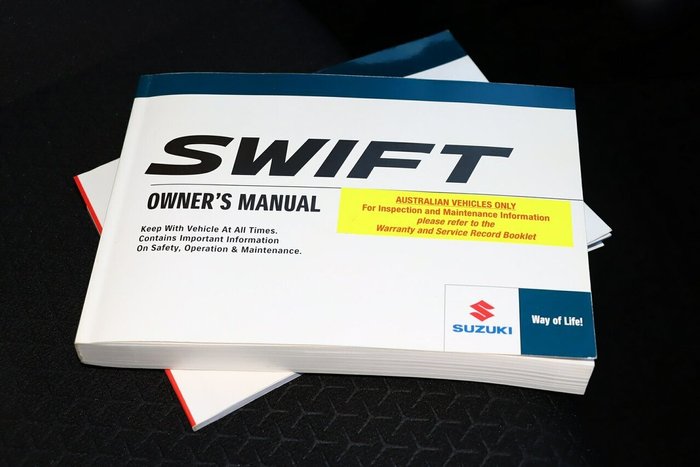 SWIFT
OWNER'S MANUAL
Keep With Vehicle At All Times.
Contains Important Information
On Safety, Operation & Maintenance.
AUSTRALIAN VEHICLES ONLY
For Inspection and Maintenance Information
please refer to the
Warranty and Service Record Booklet
SUZUKI
Way of Life!